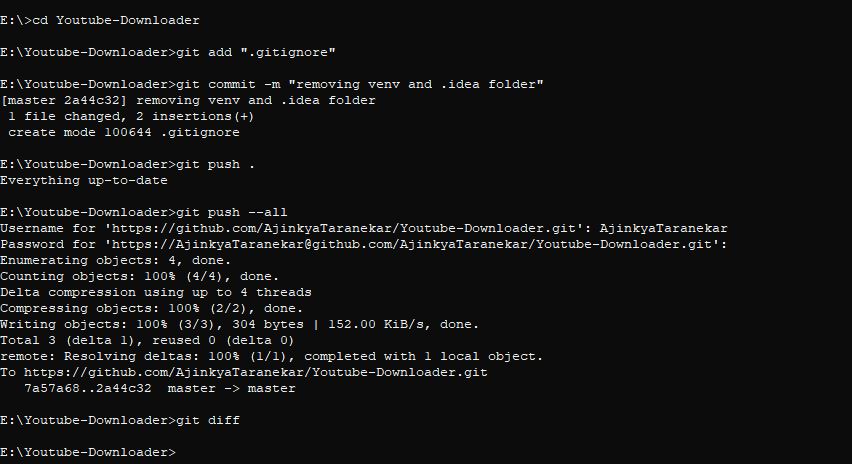 E:\>cd Youtube-Downloader
E:\Youtube-Downloader>git add ".gitignore"
E:\Youtube-Downloader>git commit -m "removing venv and .idea folder"
[master 2a44c32] removing venv and .idea folder
1 file changed, 2 insertions(+)
create mode 100644 .gitignore
E:\Youtube-Downloader>git push .
Everything up-to-date
E:\Youtube-Downloader>git push --all
Username for 'https://github.com/AjinkyaTaranekar/Youtube-Downloader.git': AjinkyaTaranekar
Password for 'https://AjinkyaTaranekar@github.com/AjinkyaTaranekar/Youtube-Downloader.git':
Enumerating objects: 4, done.
Counting objects: 100% (4/4), done.
Delta compression using up to 4 threads
Compressing objects: 100% (2/2), done.
Writing objects: 100% (3/3), 304 bytes | 152.00 KiB/s, done.
Total 3 (delta 1), reused 0 (delta 0)
remote: Resolving deltas: 100% (1/1), completed with 1 local object.
To https://github.com/AjinkyaTaranekar/Youtube-Downloader.git
7a57a68..2a44c32  master -> master
E:\Youtube-Downloader>git diff
E:\Youtube-Downloader>